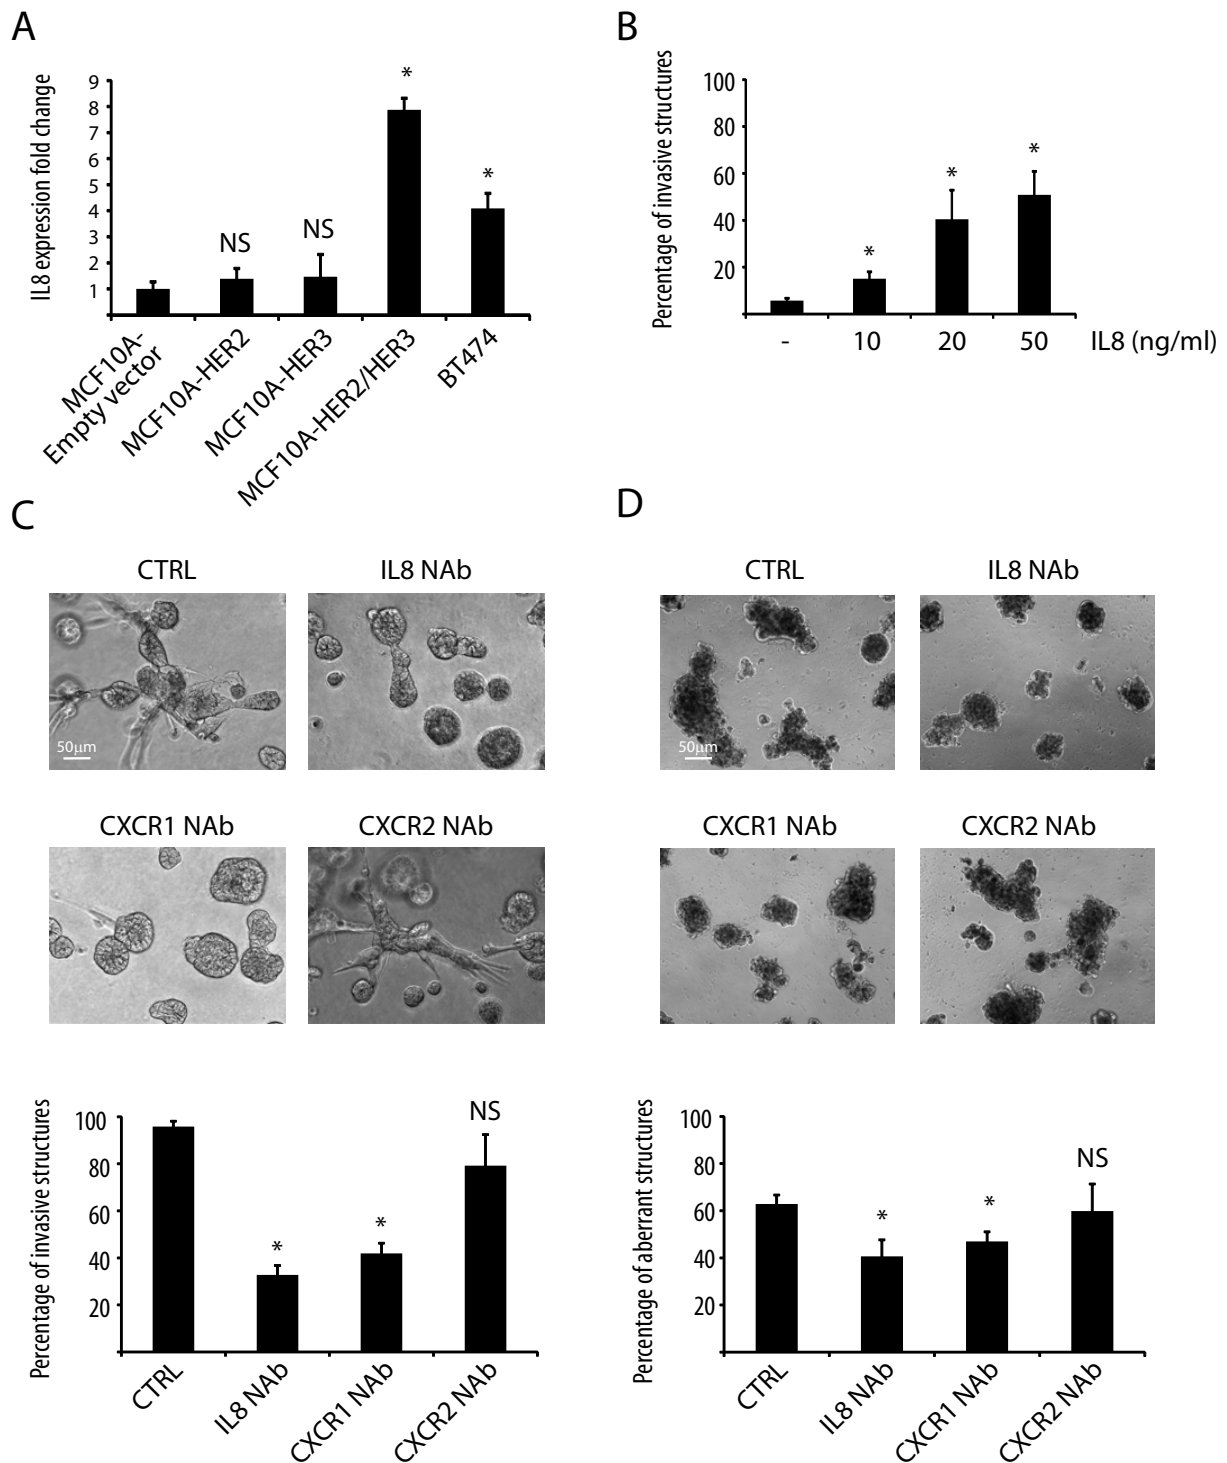 A
IL8 expression fold change
9
8
7
6
5
4
3
2
1
NS
NS
*
*
MCF10A-
Empty vector
MCF10A-HER2
MCF10A-HER3
MCF10A-HER2/HER3
BT474
B
Percentage of invasive structures
100
80
60
40
20
*
*
*
- 10 20 50 IL8 (ng/ml)
C
CTRL
IL8 NAb
50µm
CXCR1 NAb
CXCR2 NAb
Percentage of invasive structures
100
80
60
40
20
*
*
NS
CTRL
IL8 NAb
CXCR1 NAb
CXCR2 NAb
D
CTRL
IL8 NAb
50µm
CXCR1 NAb
CXCR2 NAb
Percentage of aberrant structures
100
80
60
40
20
*
*
NS
CTRL
IL8 NAb
CXCR1 NAb
CXCR2 NAb